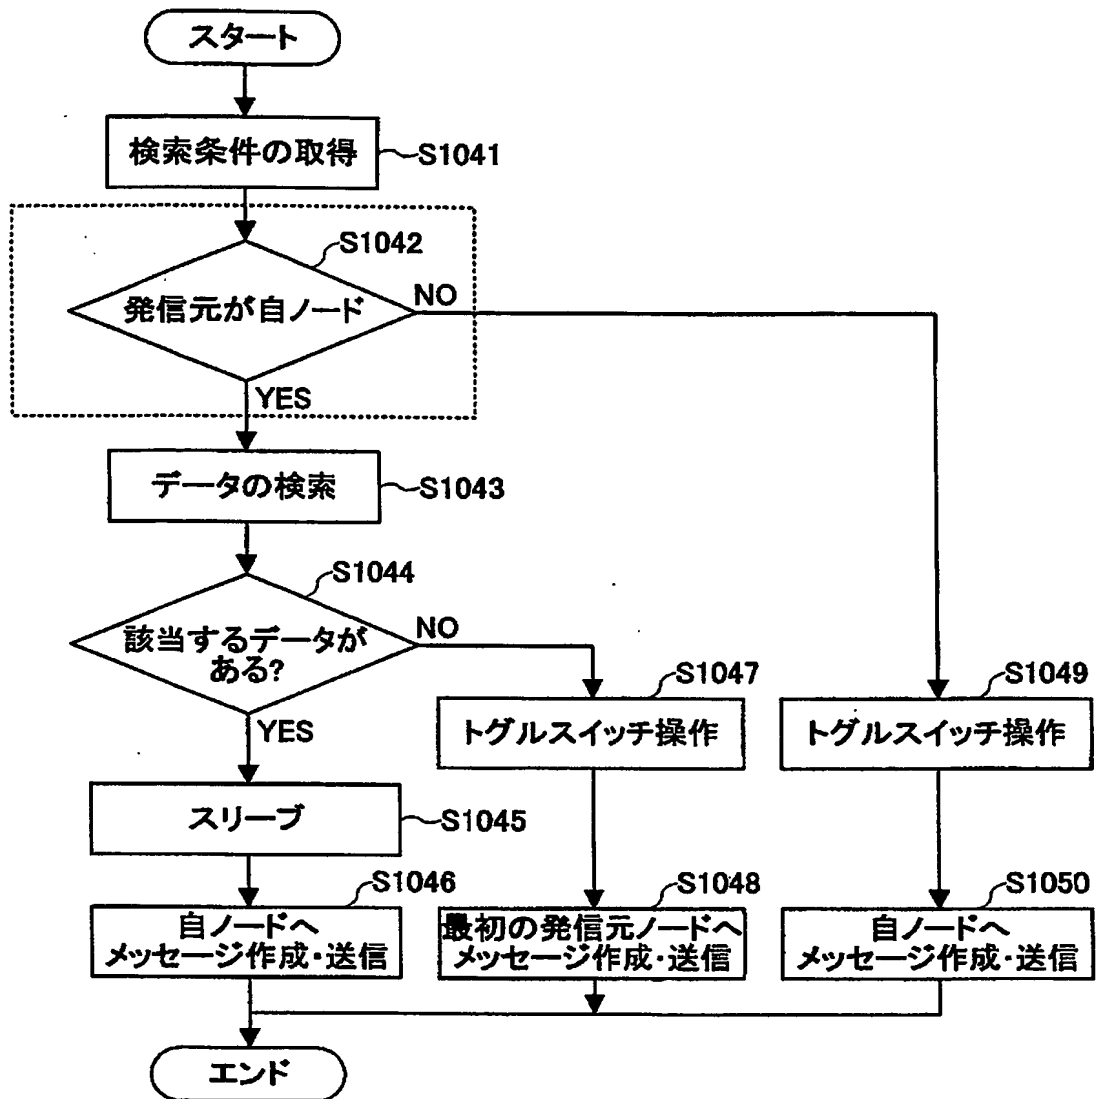 スタート
検索条件の取得
S1041
S1042
発信元が自ノード
NO
YES
データの検索
S1043
S1044
該当するデータが
ある?
NO
YES
S1047
トグルスイッチ操作
S1049
トグルスイッチ操作
スリープ
S1045
S1046
自ノードへ
メッセージ作成・送信
S1048
最初の発信元ノードへ
メッセージ作成・送信
S1050
自ノードへ
メッセージ作成・送信
エンド